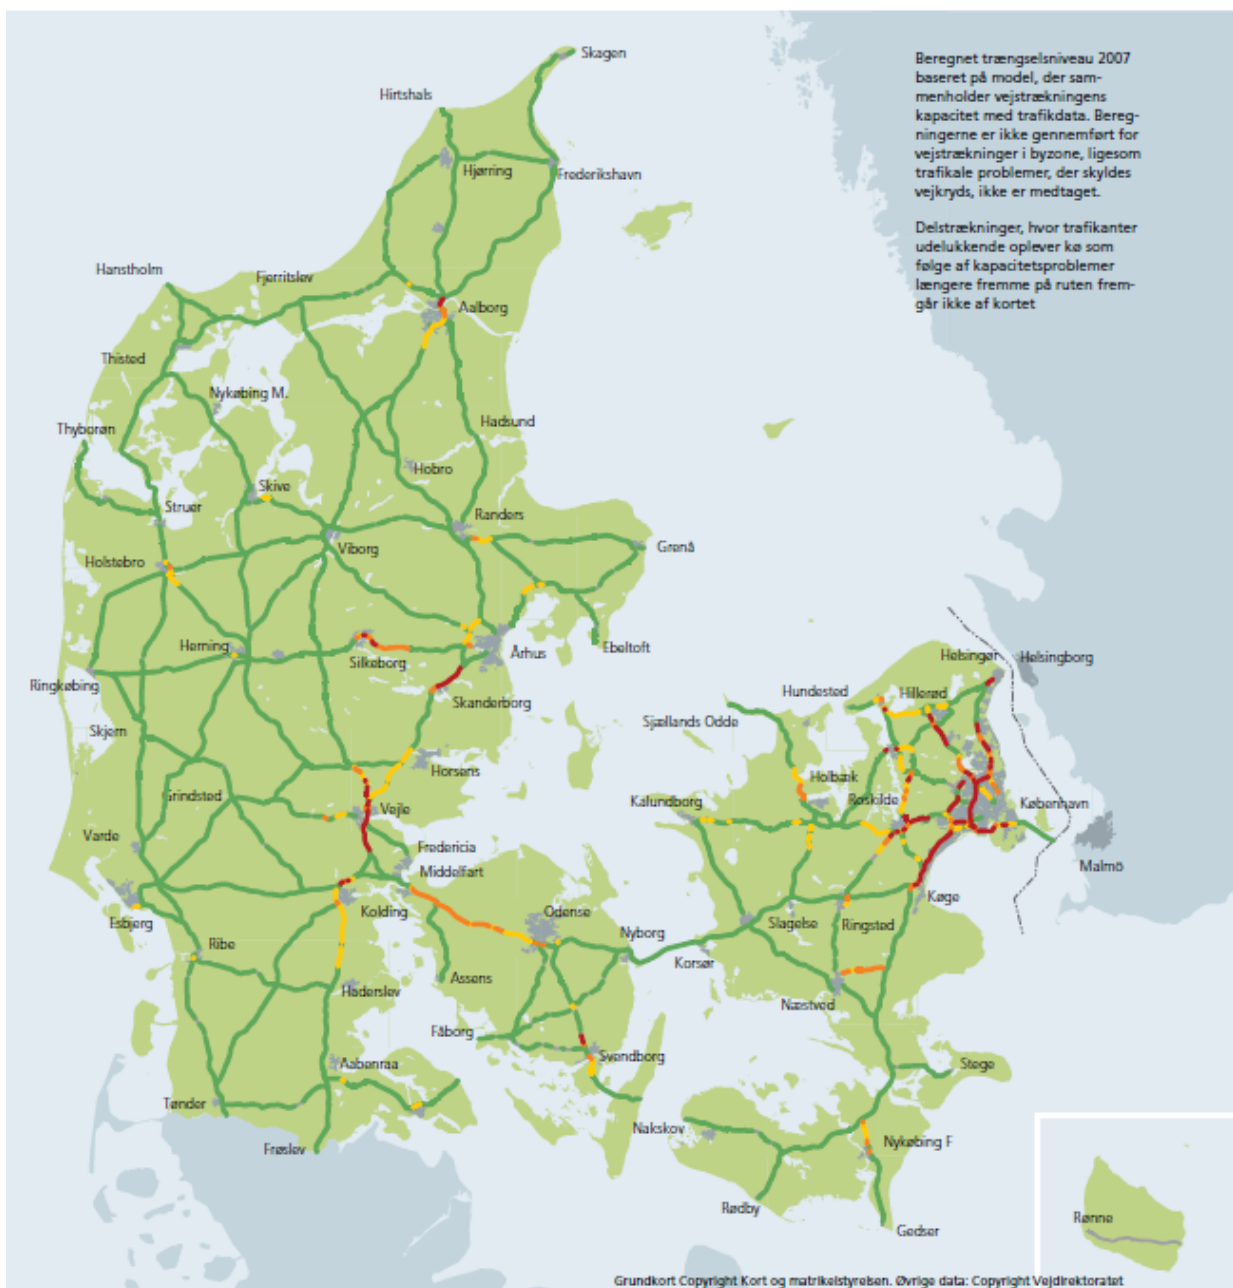 Skagen
Beregnet trængselsniveau 2007
baseret på model, der sam-
menholder vejstrækningens
kapacitet med trafikdata. Bereg-
ningerne er ikke gennemført for
vejstrækninger i byzone, ligesom
trafikale problemer, der skyldes
vejkryds, ikke er medtaget.
Delstrækninger, hvor trafikanter
udelukkende oplever kø som
følge af kapacitetsproblemer
længere fremme på ruten frem-
går ikke af kortet
Hirtshals
Hjørring
Frederikshavn
Hanstholm
Fjerritslev
Aalborg
Thisted
Nykøbing M.
Hadsund
Thyborøn
Hobro
Skive
Struer
Randers
Viborg
Grenå
Holstebro
Herning
Århus
Ebeltoft
Silkeborg
Helsingør
Helsingborg
Ringkøbing
Skanderborg
Hundested
Hillerød
Sjællands Odde
Skjern
Horsens
Holbæk
Grindsted
Roskilde
Kalundborg
København
Vejle
Varde
Fredericia
Middelfart
Malmö
Esbjerg
Kolding
Odense
Køge
Slagelse
Ringsted
Nyborg
Ribe
Korsør
Assens
Haderslev
Næstved
Fåborg
Svendborg
Aabenraa
Stege
Tønder
Nakskov
Nykøbing F
Frøslev
Rødby
Gedser
Rønne
Grundkort Copyright Kort og matrikelstyrelsen. Øvrige data: Copyright Vejdirektoratet